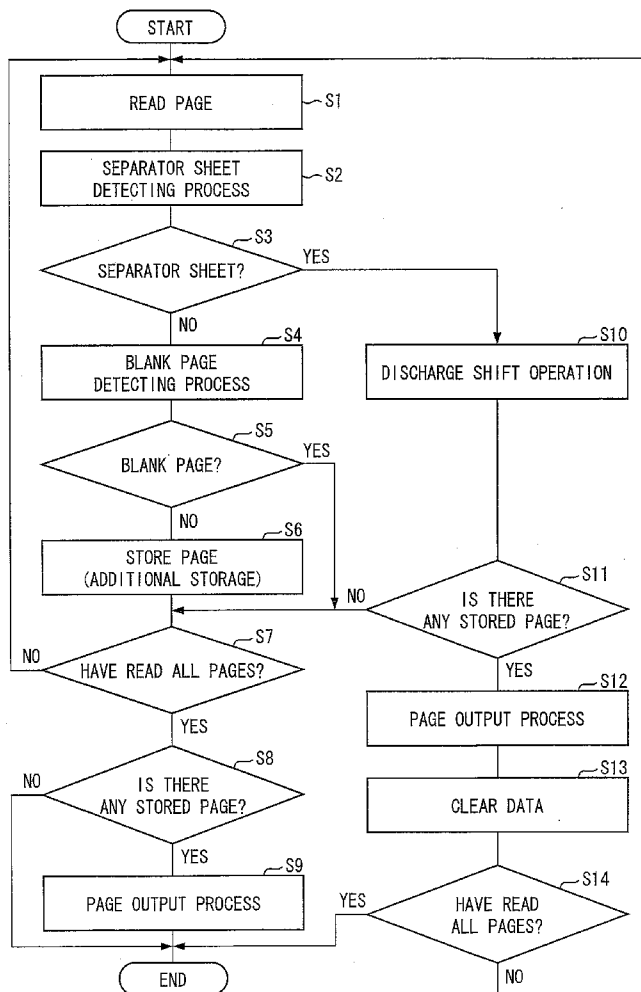 START
READ PAGE
S1
SEPARATOR SHEET
DETECTING PROCESS
S2
S3
SEPARATOR SHEET?
YES
NO
S4
BLANK PAGE
DETECTING PROCESS
S10
DISCHARGE SHIFT OPERATION
S5
BLANK PAGE?
YES
NO
S6
STORE PAGE
(ADDITIONAL STORAGE)
S11
IS THERE
ANY STORED PAGE?
NO
YES
S7
HAVE READ ALL PAGES?
NO
YES
S12
PAGE OUTPUT PROCESS
S8
IS THERE
ANY STORED PAGE?
NO
YES
S13
CLEAR DATA
S9
PAGE OUTPUT PROCESS
S14
HAVE READ
ALL PAGES?
YES
NO
END